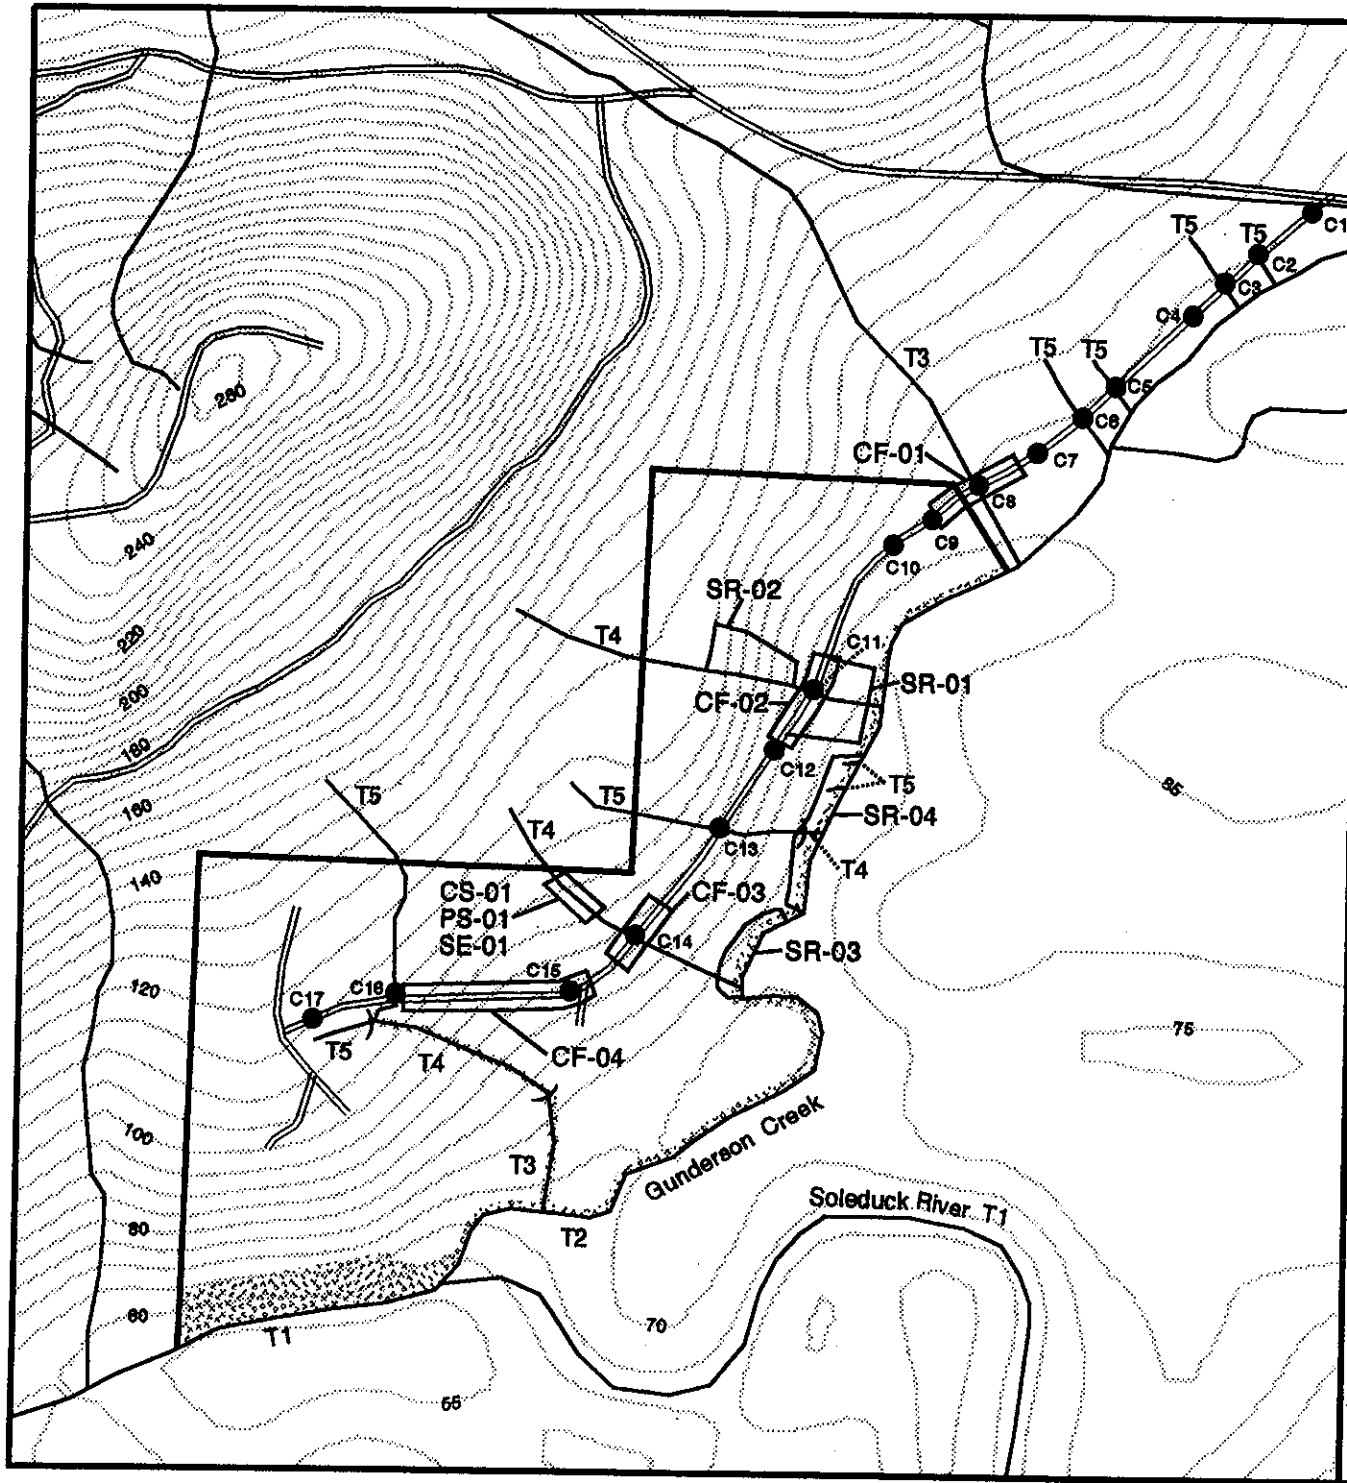 C1
T5
T5
C2
C3
C4
T5
T5
T3
C5
C6
280
CF-01
C7
C8
C9
240
C10
SR-02
220
T4
C11
SR-01
200
CF-02
180
C12
T5
85
160
T5
T5
SR-04
T4
C13
T4
140
CS-01
PS-01
SE-01
CF-03
C14
SR-03
120
C15
C16
C17
75
T5
T4
CF-04
100
T3
Gunderson Creek
Soleduck River T1
80
T2
60
T1
70
55